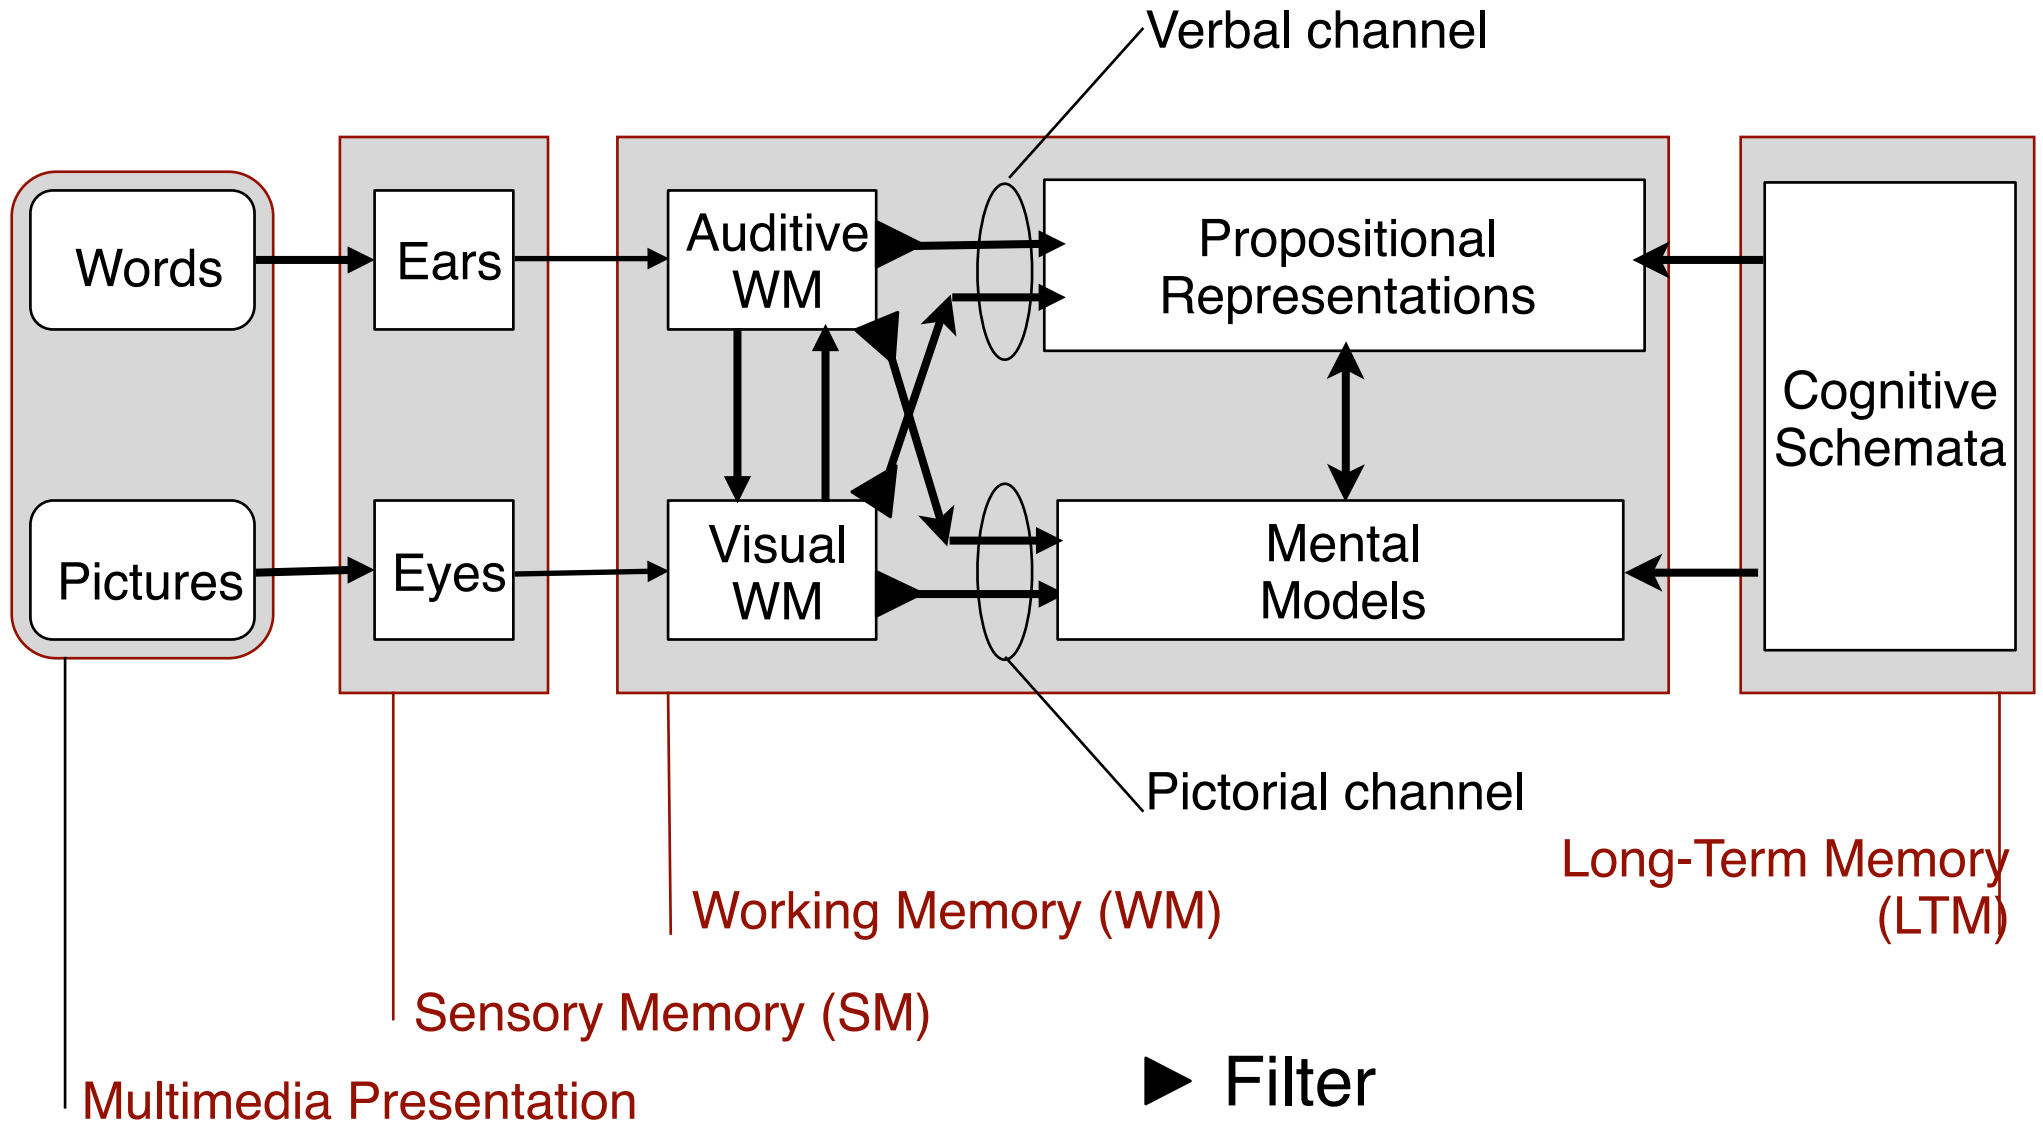 Verbal channel
Words
Ears
Auditive
WM
Propositional
Representations
Cognitive
Schemata
Pictures
Eyes
Visual
WM
Mental
Models
Pictorial channel
Long-Term Memory
(LTM)
Working Memory (WM)
Sensory Memory (SM)
Multimedia Presentation
Filter